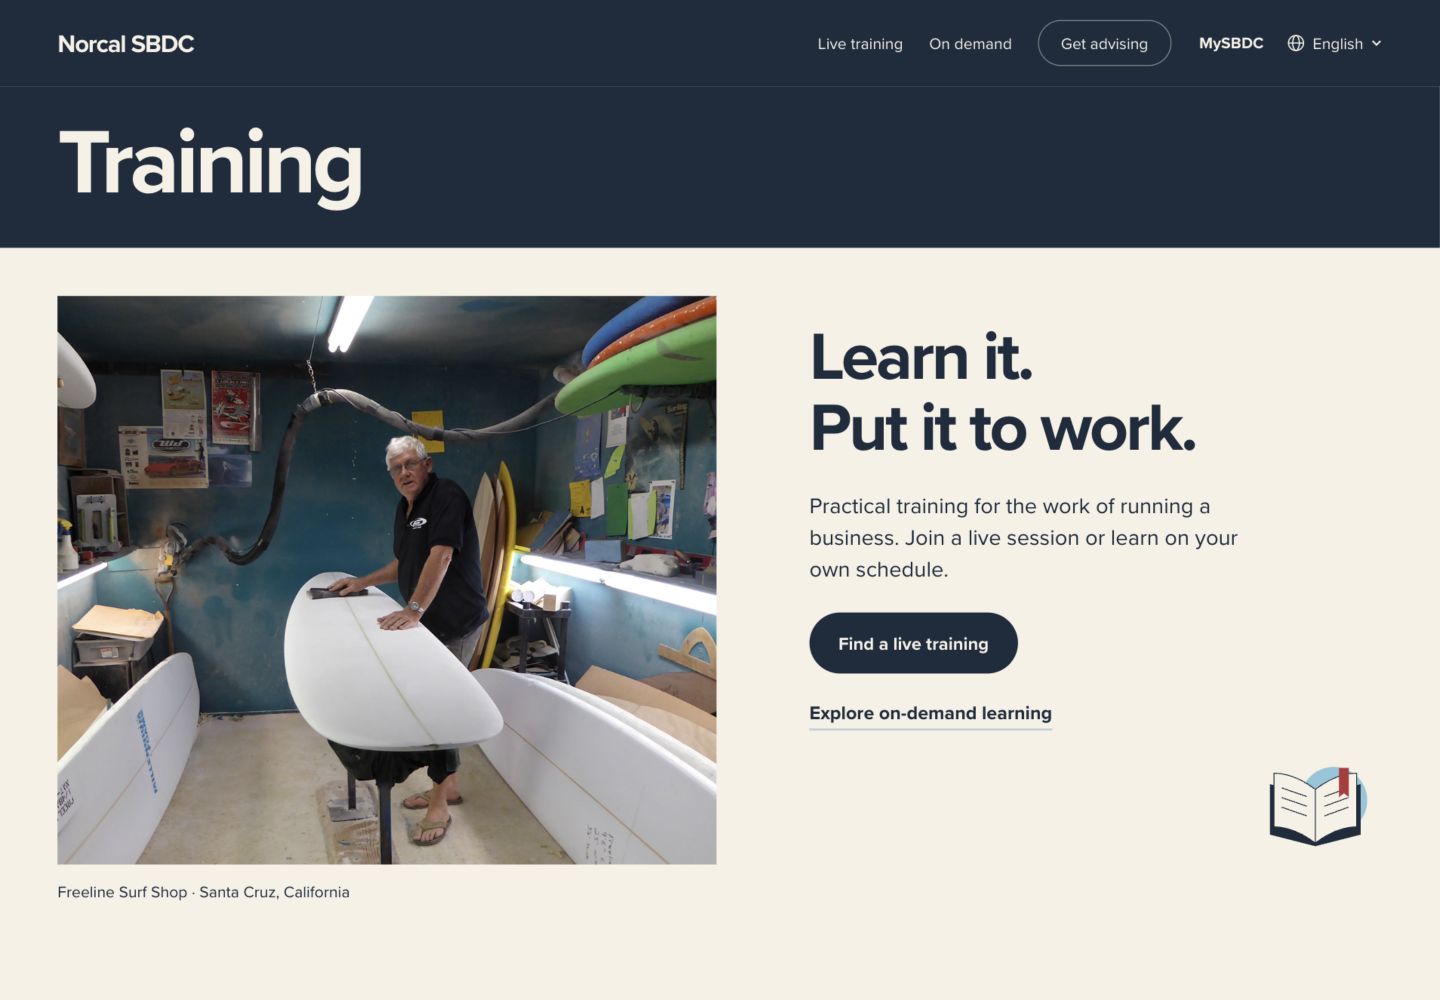 Norcal SBDC
Live training
On demand
Get advising
MySBDC
English
Training
Learn it.
Put it to work.
Practical training for the work of running a
business. Join a live session or learn on your
own schedule.
Find a live training
Explore on-demand learning
Freeline Surf Shop · Santa Cruz, California